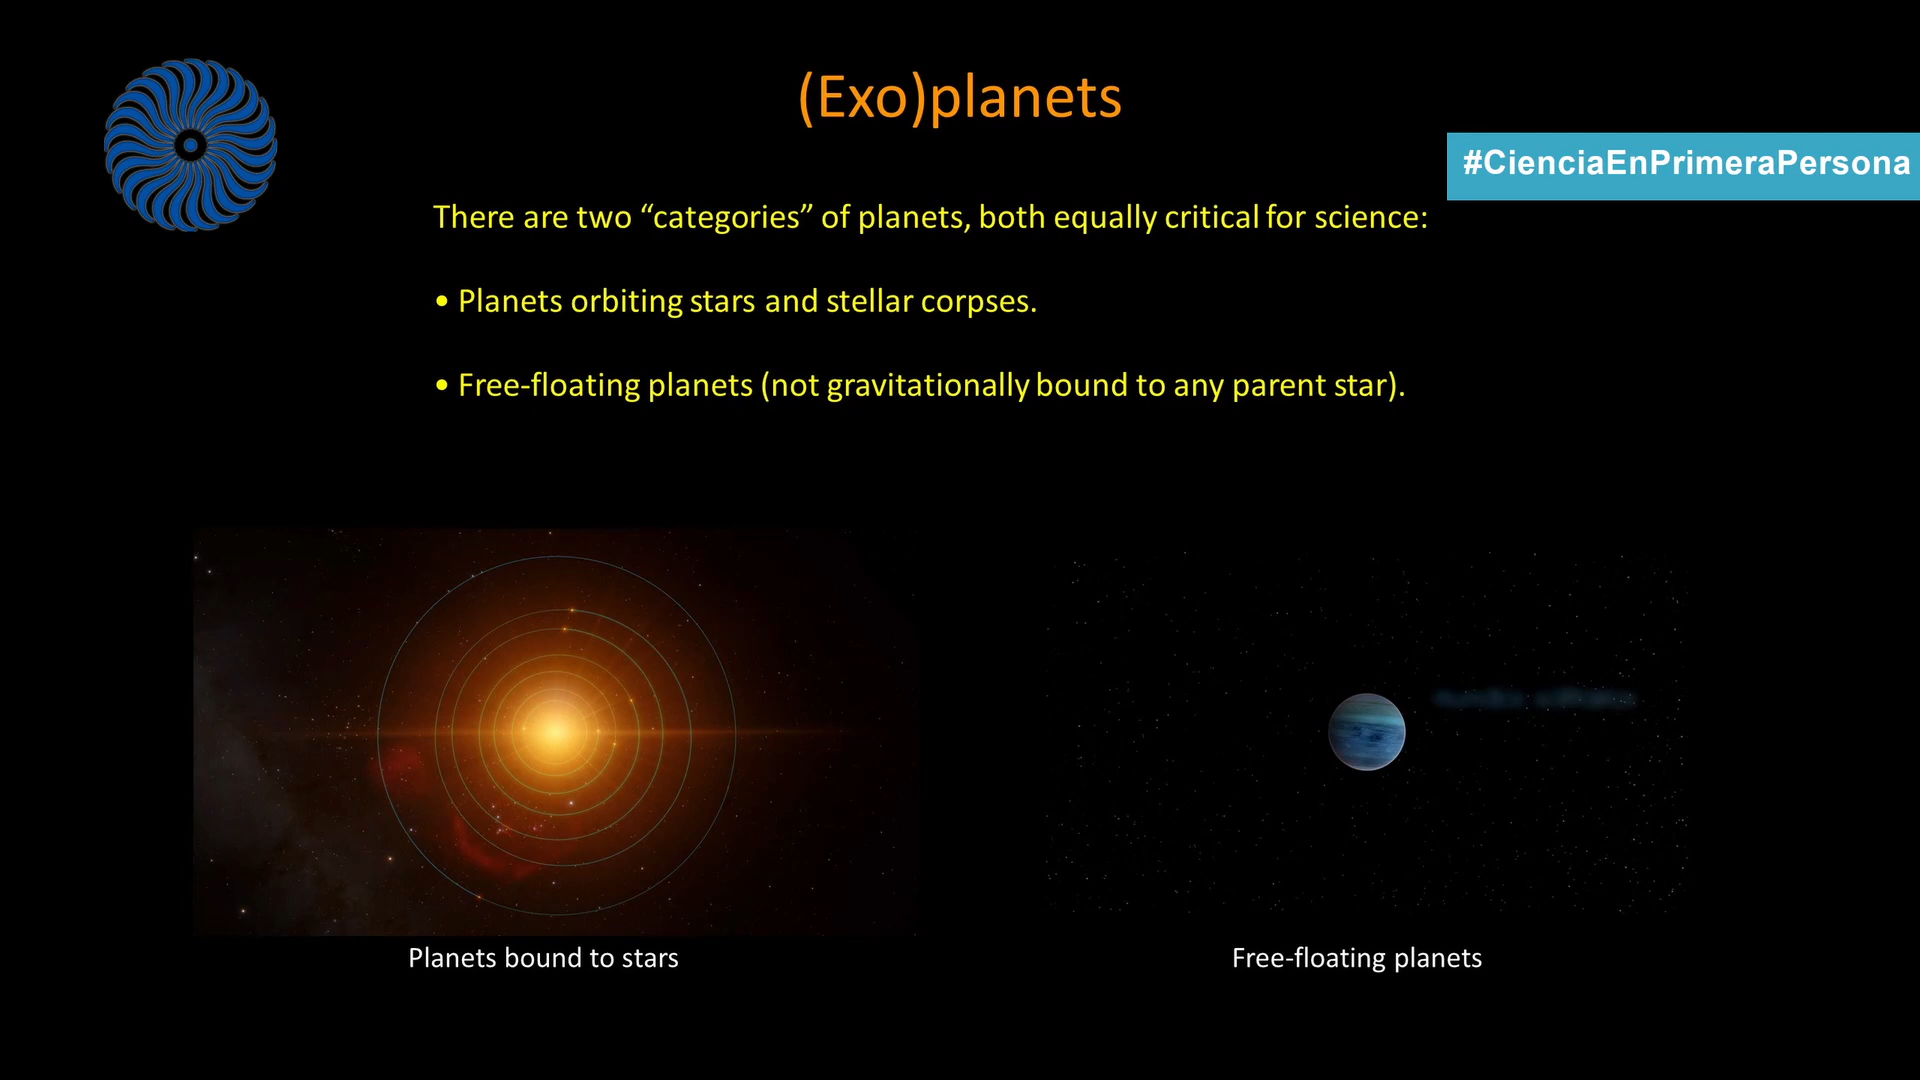 (Exo)planets
#CienciaEnPrimeraPersona
There are two “categories” of planets, both equally critical for science:
• Planets orbiting stars and stellar corpses.
• Free-floating planets (not gravitationally bound to any parent star).
Planets bound to stars
Free-floating planets